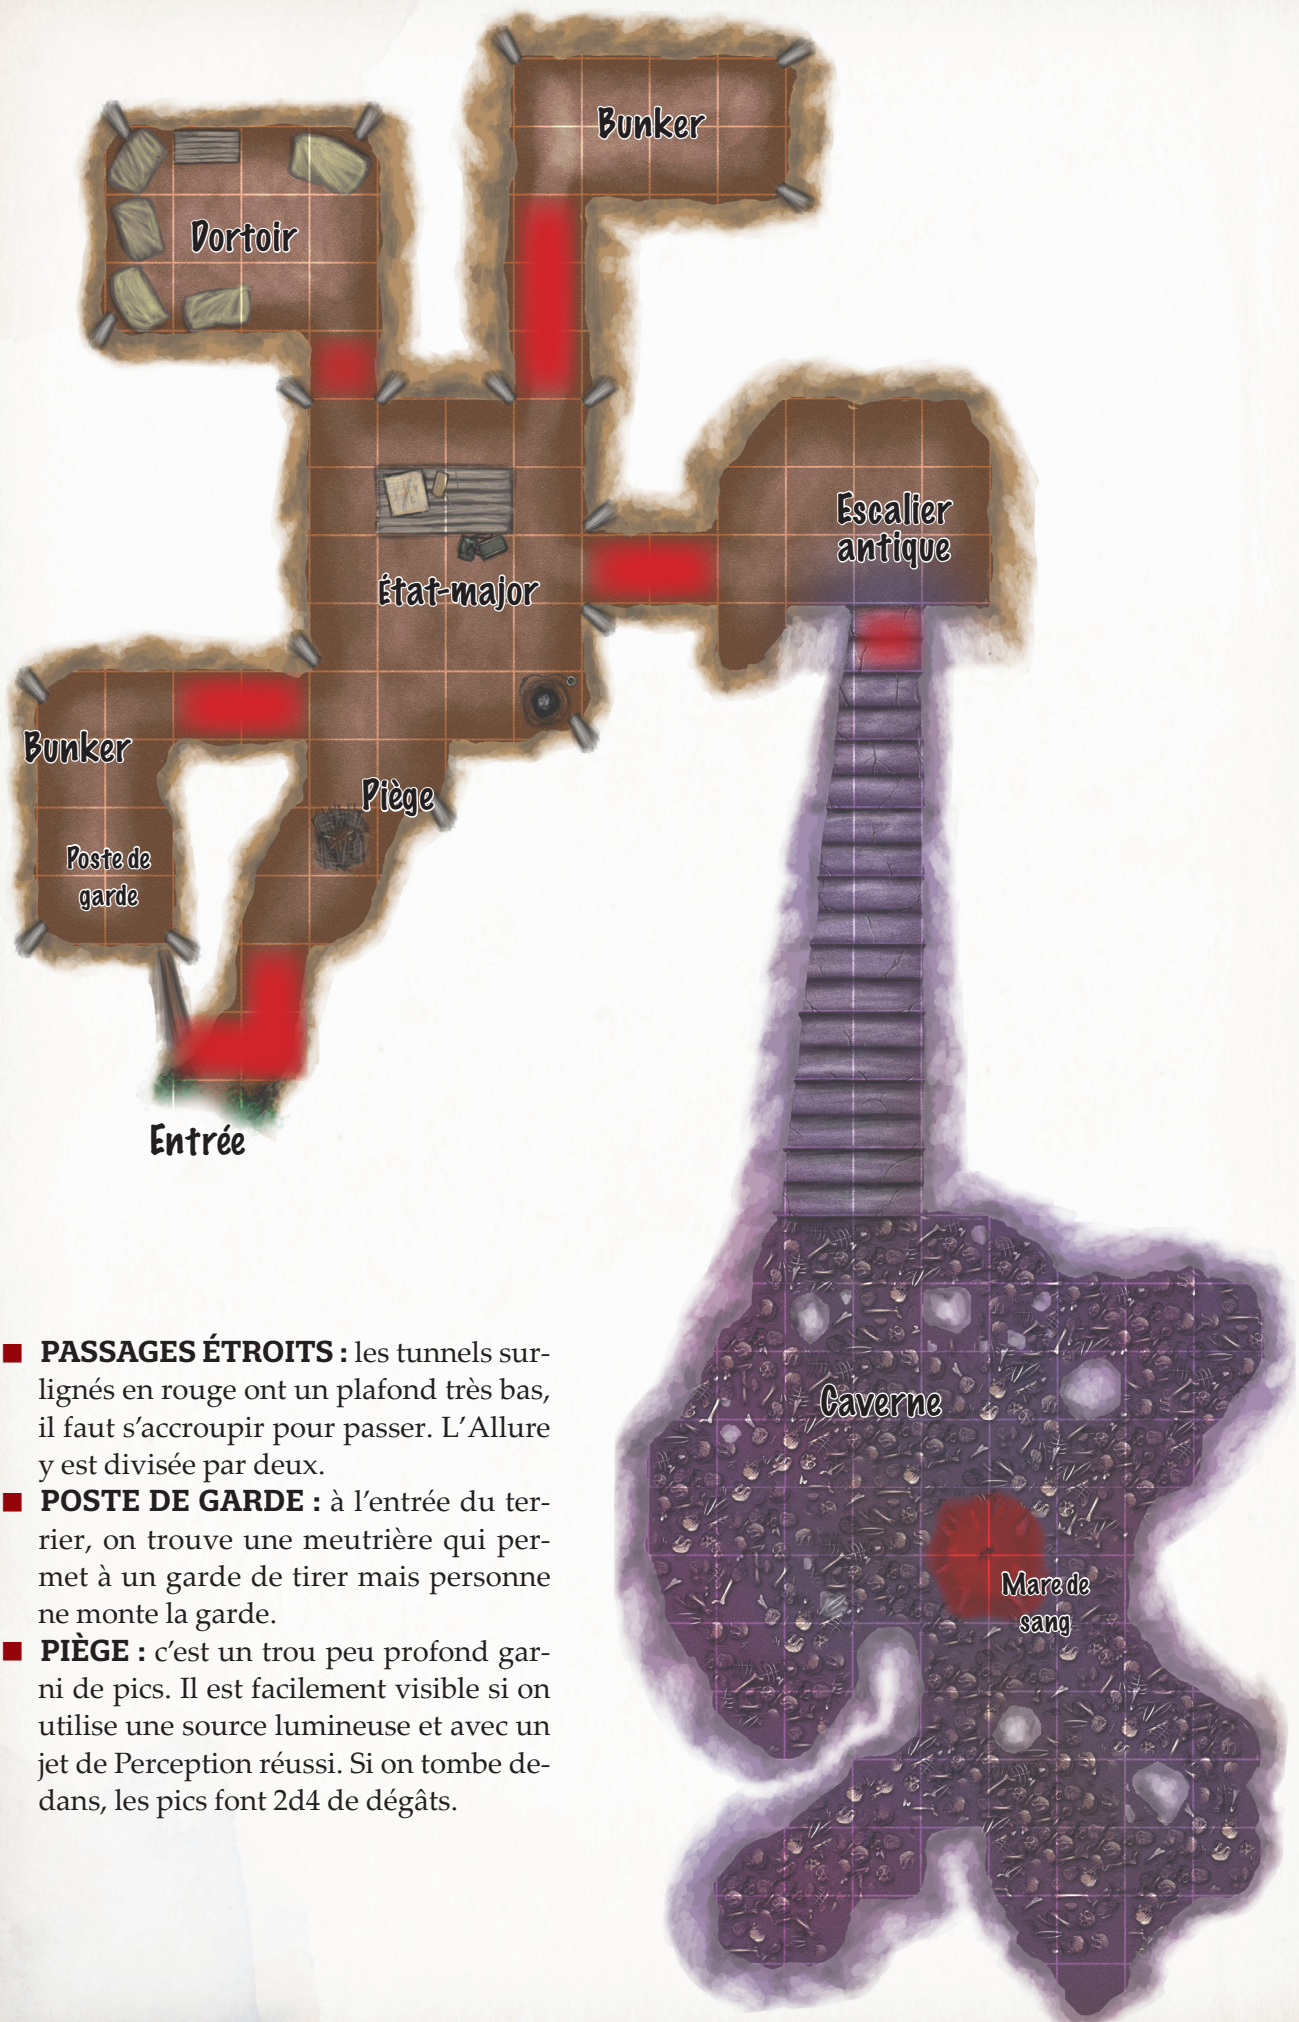 Bunker
Dortoir
Escalier
antique
État-major
Bunker
Piège
Poste de
garde
Entrée
■ PASSAGES ÉTROITS : les tunnels sur-
lignés en rouge ont un plafond très bas,
il faut s’accroupir pour passer. L’Allure
y est divisée par deux.
■ POSTE DE GARDE : à l’entrée du ter-
rier, on trouve une meutrière qui per-
met à un garde de tirer mais personne
ne monte la garde.
■ PIÈGE : c’est un trou peu profond gar-
ni de pics. Il est facilement visible si on
utilise une source lumineuse et avec un
jet de Perception réussi. Si on tombe de-
dans, les pics font 2d4 de dégâts.
Caverne
Mare de
sang